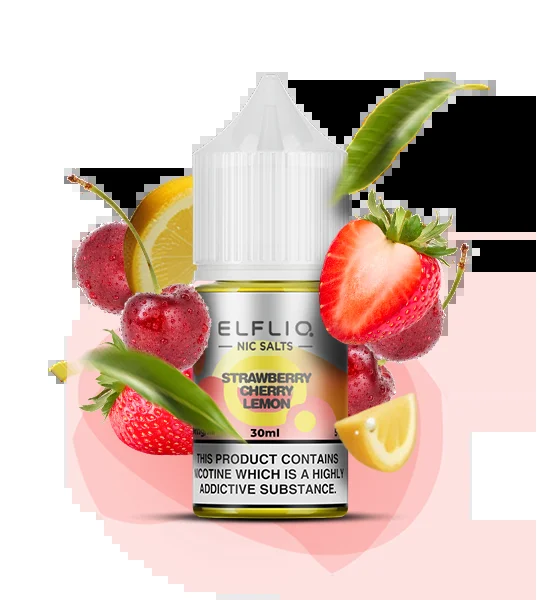 ELFLIQ
NIC SALTS
STRAWBERRY
CHERRY
LEMON
30ml
THIS PRODUCT CONTAINS
NICOTINE WHICH IS A HIGHLY
ADDICTIVE SUBSTANCE.